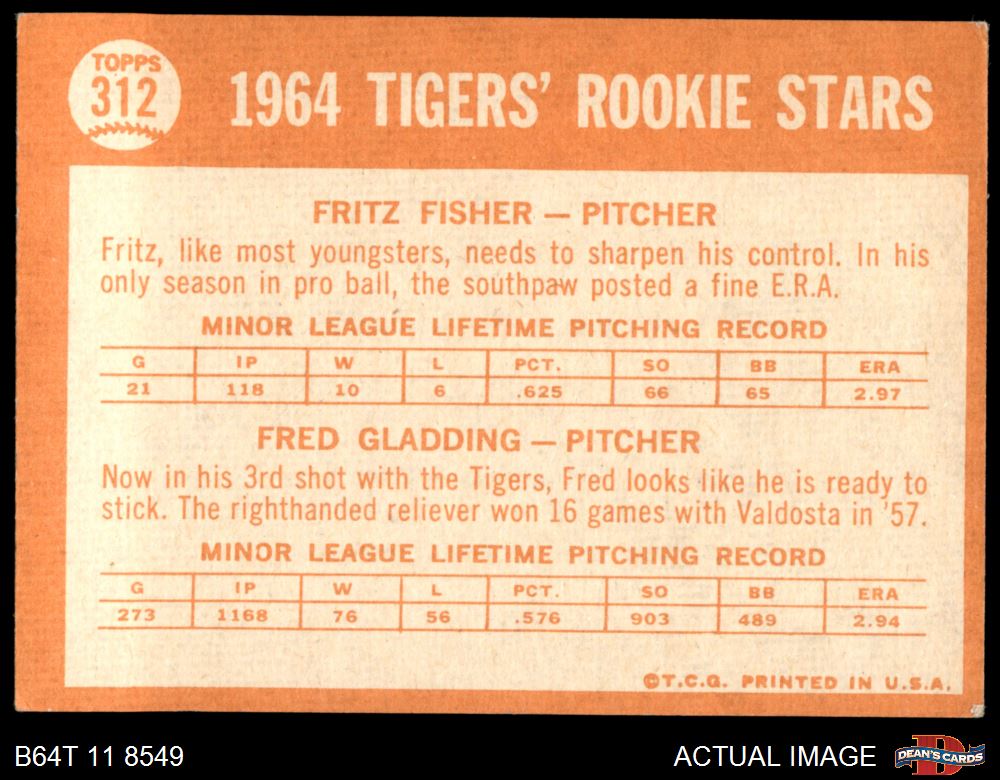 TOPPS
312
1964 TIGERS' ROOKIE STARS
FRITZ FISHER — PITCHER
Fritz, like most youngsters, needs to sharpen his control. In his
only season in pro ball, the southpaw posted a fine E.R.A.
MINOR LEAGUE LIFETIME PITCHING RECORD
G IP W L PCT. SO BB ERA
21 118 10 6 .625 66 65 2.97
FRED GLADDING — PITCHER
Now in his 3rd shot with the Tigers, Fred looks like he is ready to
stick. The righthanded reliever won 16 games with Valdosta in '57.
MINOR LEAGUE LIFETIME PITCHING RECORD
G IP W L PCT. SO BB ERA
273 1168 76 56 .576 903 489 2.94
©T.C.G. PRINTED IN U.S.A.
B64T 11 8549
ACTUAL IMAGE
D
DEAN'S CARDS